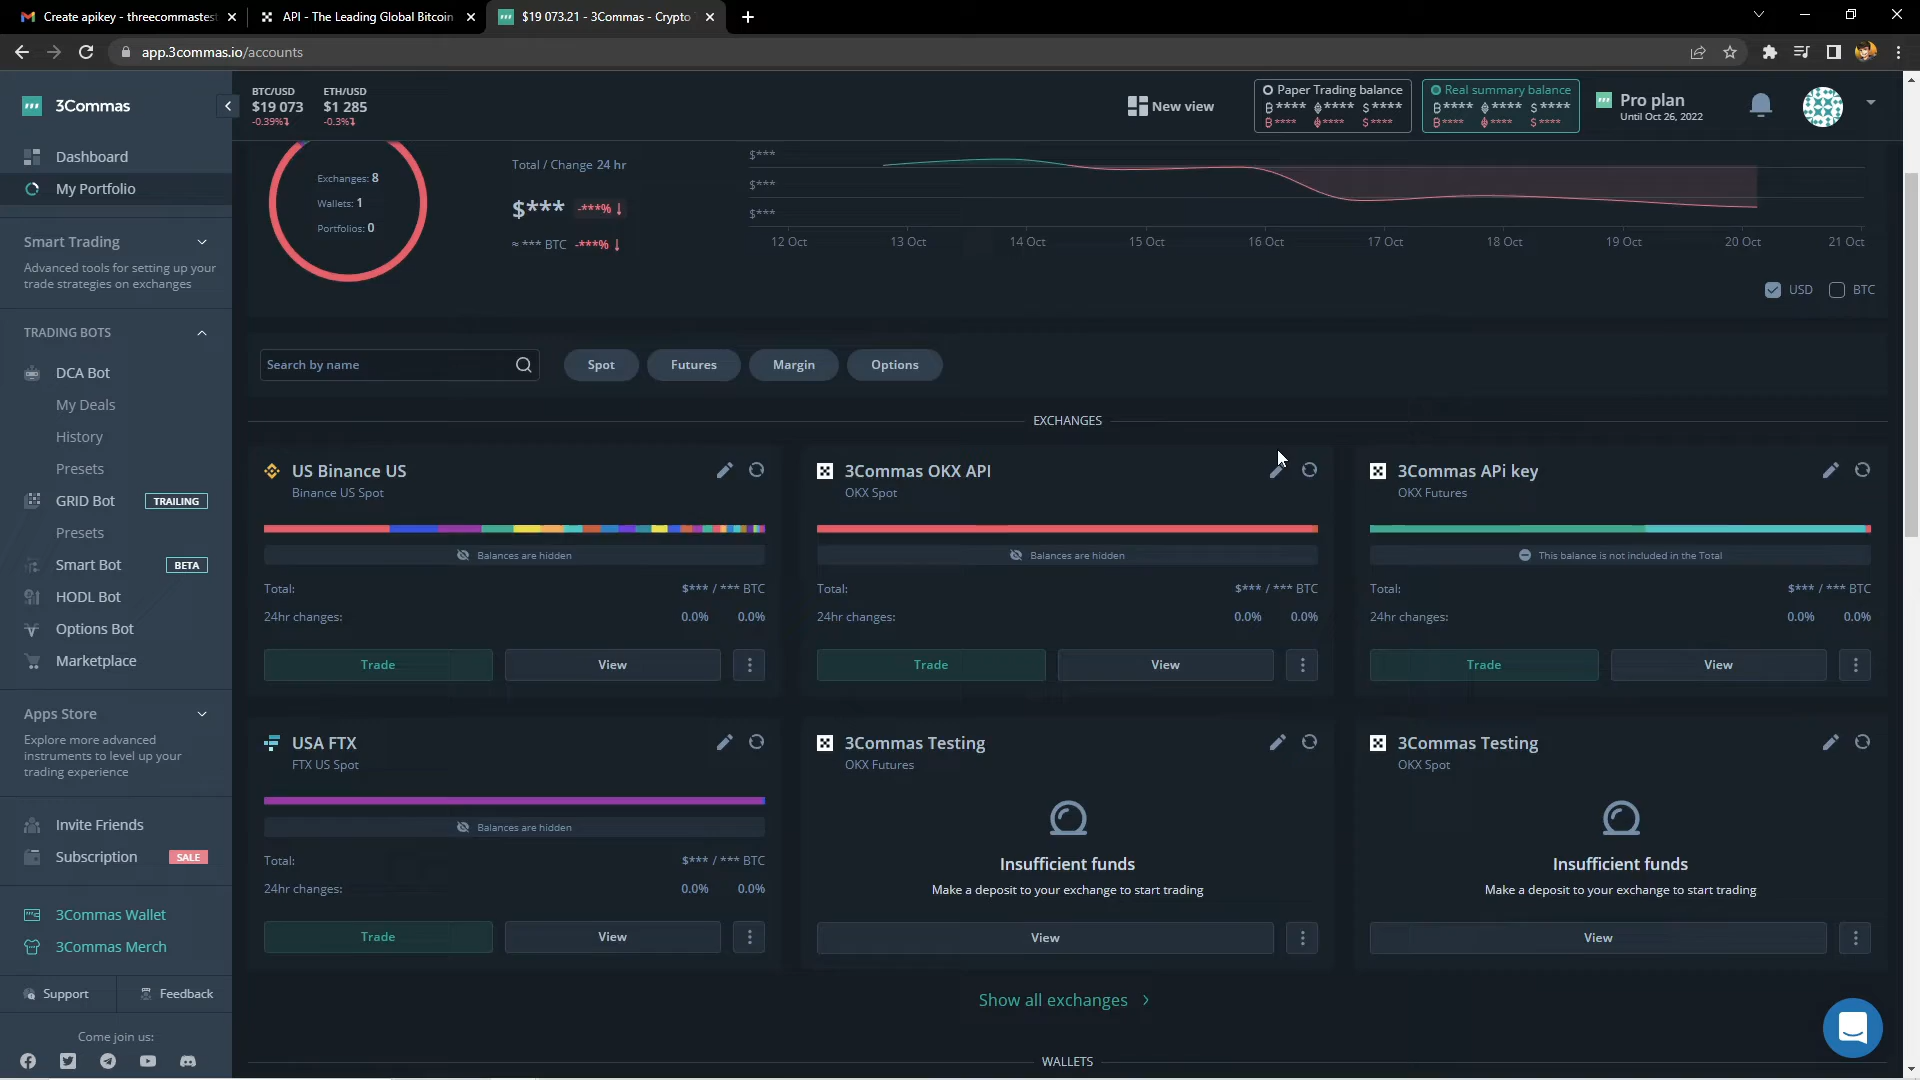 Create apikey - threecommastest
API - The Leading Global Bitcoin
$19 073.21 - 3Commas - Crypto
app.3commas.io/accounts
3Commas
BTC/USD
$19 073
-0.39%
ETH/USD
$1 285
-0.3%
New view
Paper Trading balance
**** **** $****
**** **** $****
Real summary balance
**** **** $****
**** **** $****
Pro plan
Until Oct 26, 2022
Dashboard
My Portfolio
Smart Trading
Advanced tools for setting up your
trade strategies on exchanges
TRADING BOTS
DCA Bot
My Deals
History
Presets
GRID Bot TRAILING
Presets
Smart Bot BETA
HODL Bot
Options Bot
Marketplace
Apps Store
Explore more advanced
instruments to level up your
trading experience
Invite Friends
Subscription SALE
3Commas Wallet
3Commas Merch
Support Feedback
Come join us:
Exchanges: 8
Wallets: 1
Portfolios: 0
Total / Change 24 hr
$*** -***% ↓
≈ *** BTC -***% ↓
$***
$***
$***
12 Oct 13 Oct 14 Oct 15 Oct 16 Oct 17 Oct 18 Oct 19 Oct 20 Oct 21 Oct
USD BTC
Search by name
Spot Futures Margin Options
EXCHANGES
US Binance US
Binance US Spot
Balances are hidden
Total: $*** / *** BTC
24hr changes: 0.0% 0.0%
Trade View
3Commas OKX API
OKX Spot
Balances are hidden
Total: $*** / *** BTC
24hr changes: 0.0% 0.0%
Trade View
3Commas APi key
OKX Futures
This balance is not included in the Total
Total: $*** / *** BTC
24hr changes: 0.0% 0.0%
Trade View
USA FTX
FTX US Spot
Balances are hidden
Total: $*** / *** BTC
24hr changes: 0.0% 0.0%
Trade View
3Commas Testing
OKX Futures
Insufficient funds
Make a deposit to your exchange to start trading
View
3Commas Testing
OKX Spot
Insufficient funds
Make a deposit to your exchange to start trading
View
Show all exchanges
WALLETS